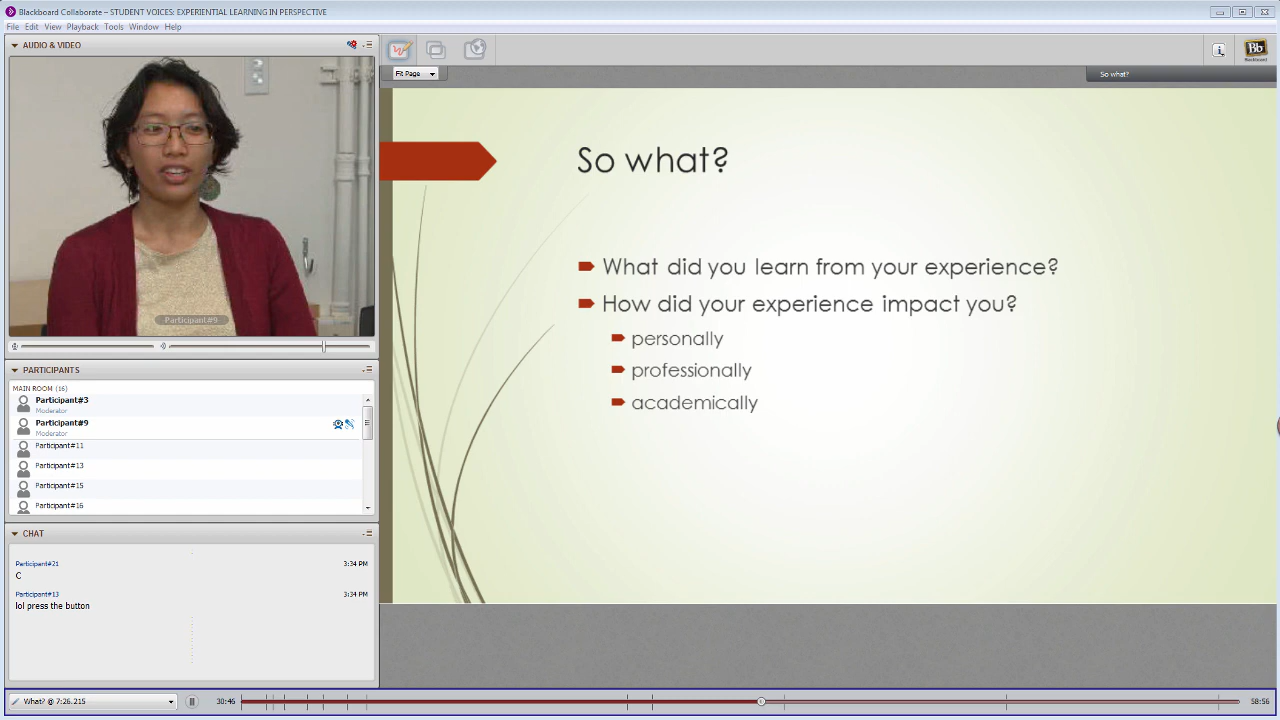 Blackboard Collaborate – STUDENT VOICES: EXPERIENTIAL LEARNING IN PERSPECTIVE
File Edit View Playback Tools Window Help
AUDIO & VIDEO
Participant#9
PARTICIPANTS
MAIN ROOM (16)
Participant#3
Moderator
Participant#9
Moderator
Participant#11
Participant#13
Participant#15
Participant#16
CHAT
Participant#21 3:34 PM
C
Participant#13 3:34 PM
lol press the button
Bb
Blackboard
Fit Page
So what?
So what?
What did you learn from your experience?
How did your experience impact you?
personally
professionally
academically
What? @ 7:26.215
30:46
58:56